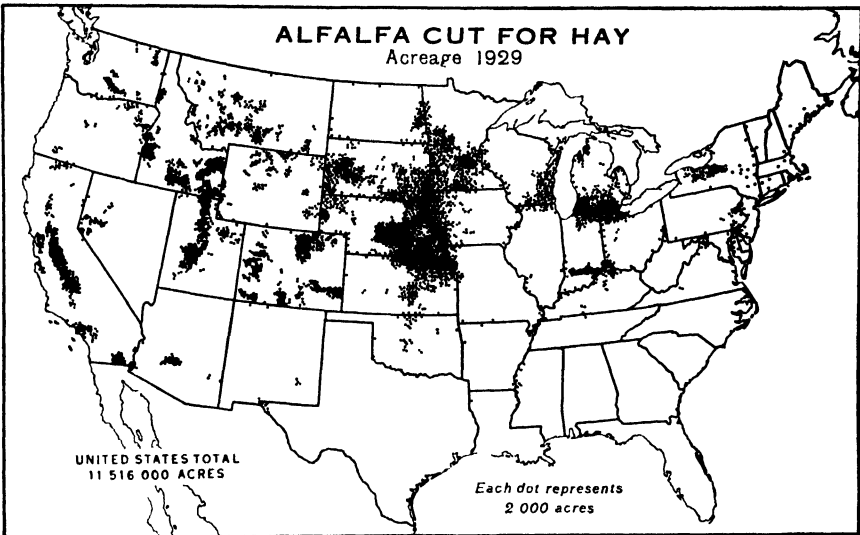 ALFALFA CUT FOR HAY
Acreage 1929
UNITED STATES TOTAL
11 516 000 ACRES
Each dot represents
2 000 acres